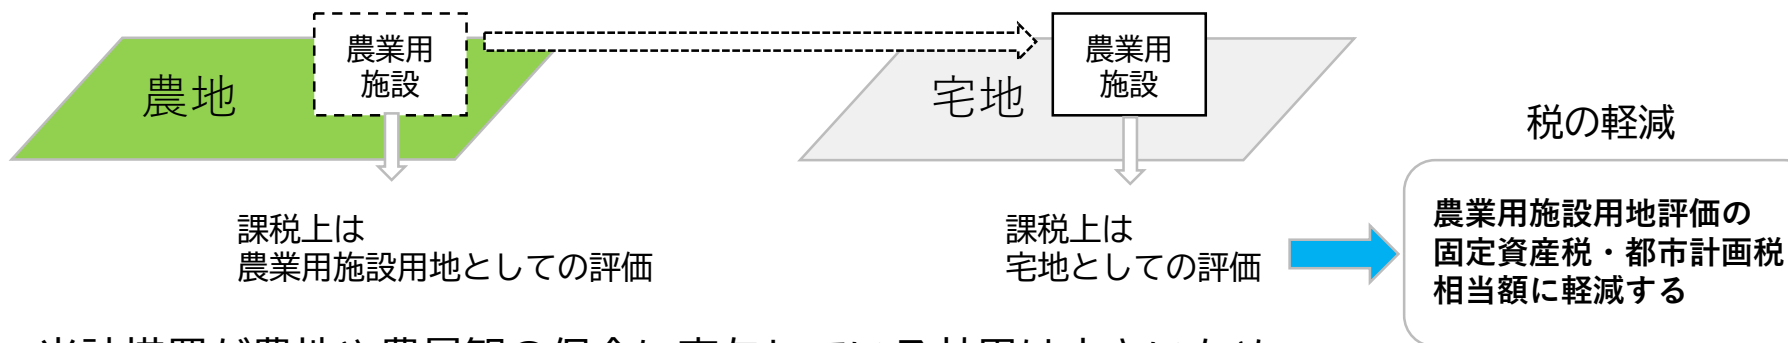 農業用
施設
農地
農業用
施設
宅地
税の軽減
課税上は
農業用施設用地としての評価
課税上は
宅地としての評価
農業用施設用地評価の
固定資産税・都市計画税
相当額に軽減する